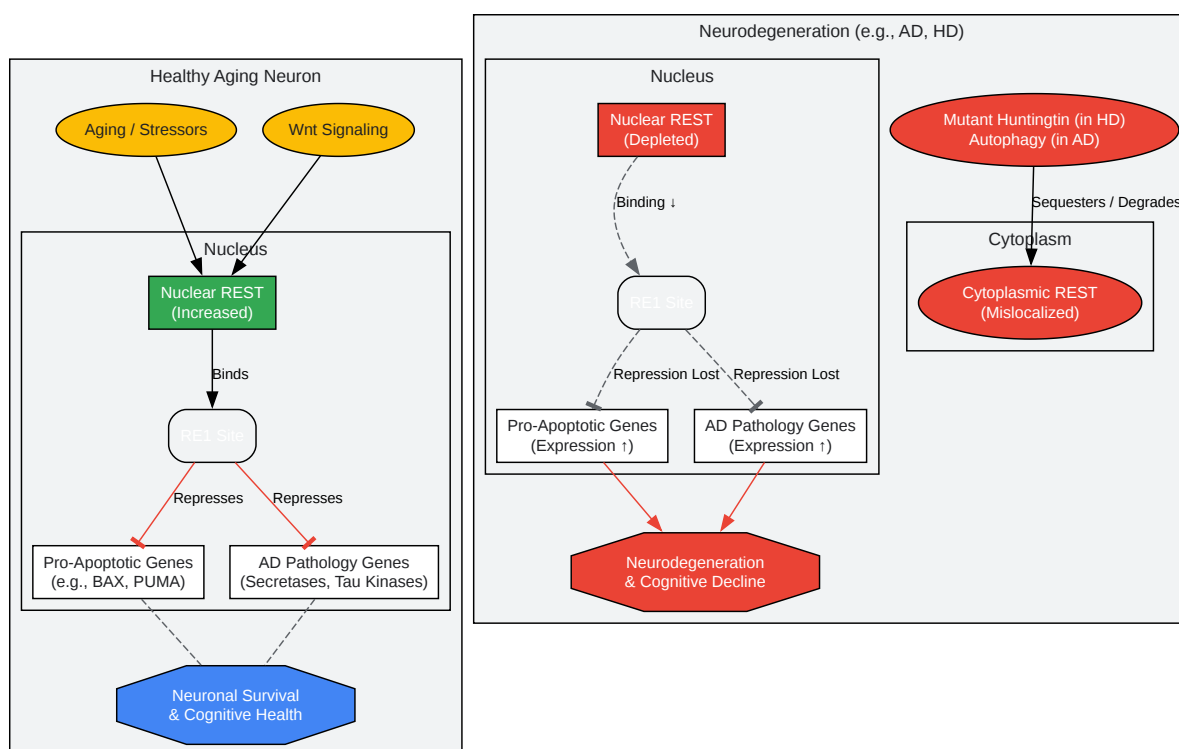 Healthy Aging Neuron
Aging / Stressors
Wnt Signaling
Nucleus
Nuclear REST
(Increased)
Binds
RE1 Site
Represses
Represses
Pro-Apoptotic Genes
(e.g., BAX, PUMA)
AD Pathology Genes
(Secretases, Tau Kinases)
Neuronal Survival
& Cognitive Health
Neurodegeneration (e.g., AD, HD)
Nucleus
Nuclear REST
(Depleted)
Binding ↓
RE1 Site
Repression Lost
Repression Lost
Pro-Apoptotic Genes
(Expression ↑)
AD Pathology Genes
(Expression ↑)
Neurodegeneration
& Cognitive Decline
Mutant Huntingtin (in HD)
Autophagy (in AD)
Sequesters / Degrades
Cytoplasm
Cytoplasmic REST
(Mislocalized)